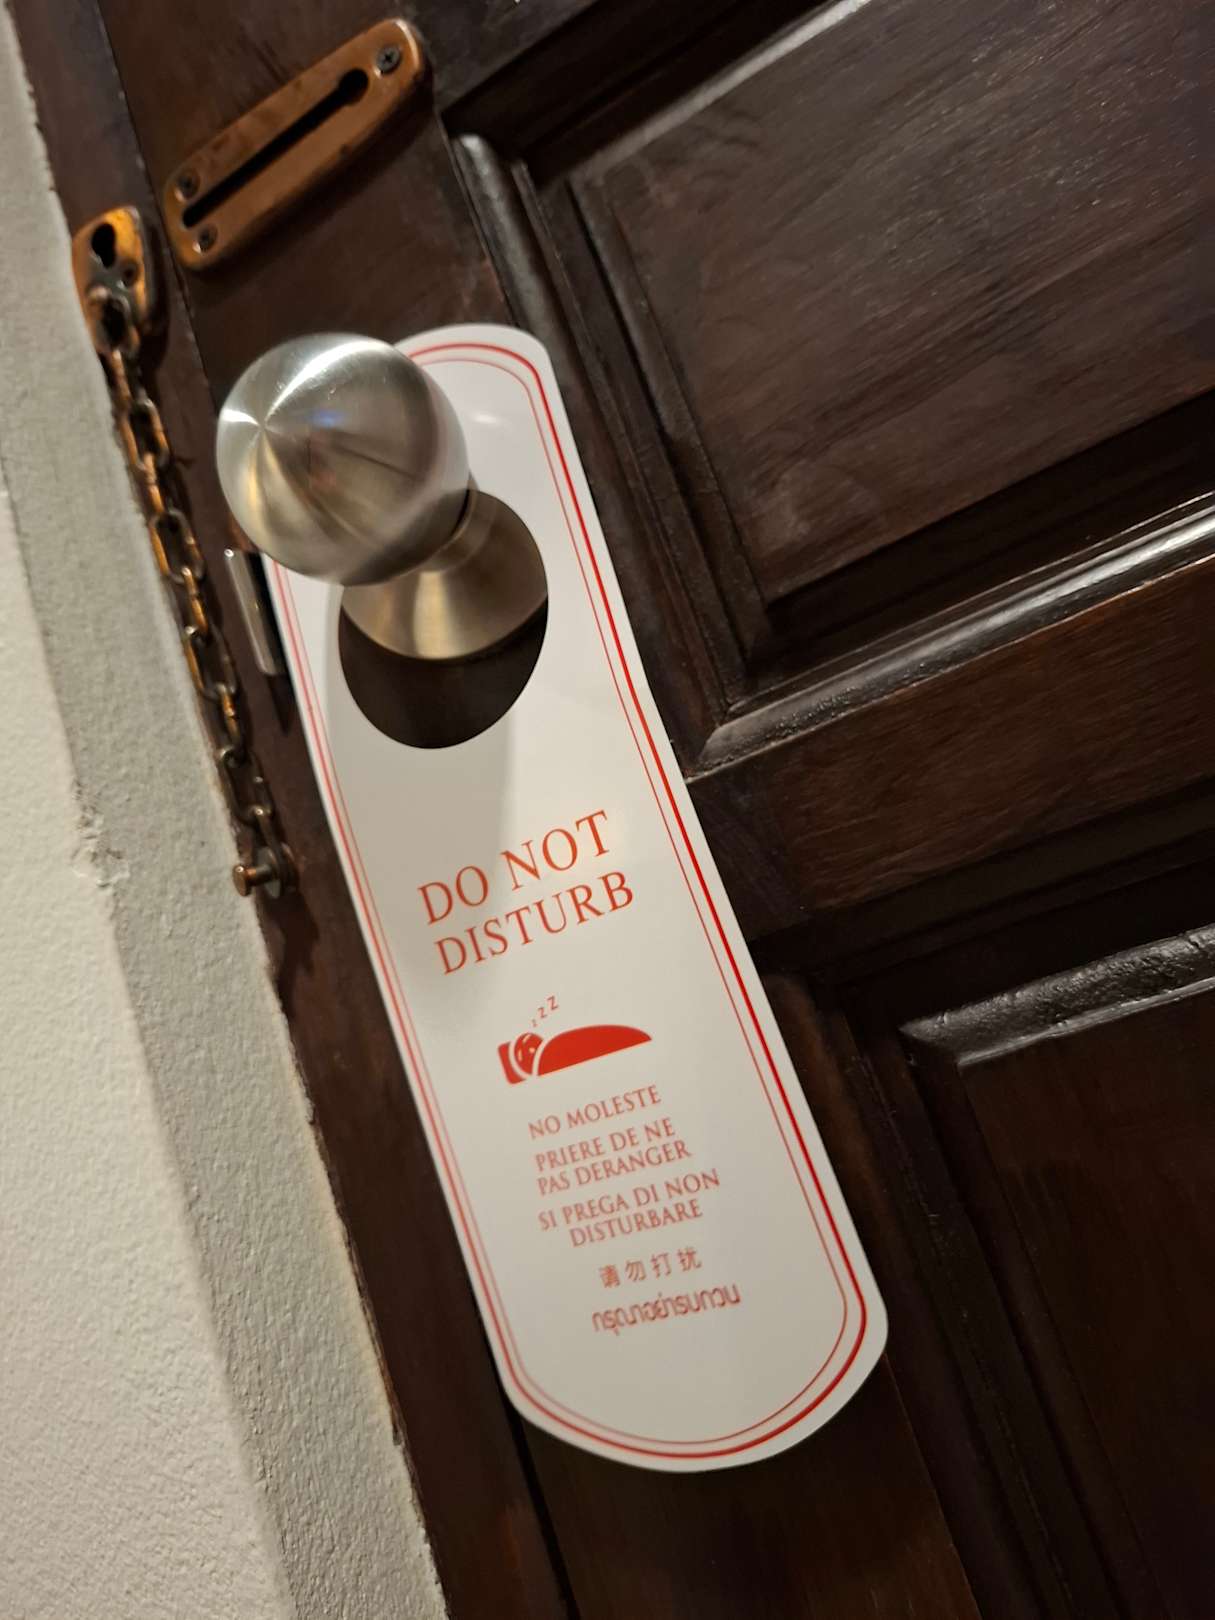 DO NOT
DISTURB
z z Z
NO MOLESTE
PRIERE DE NE
PAS DERANGER
SI PREGA DI NON
DISTURBARE
请勿打扰
กรุณาอย่ารบกวน